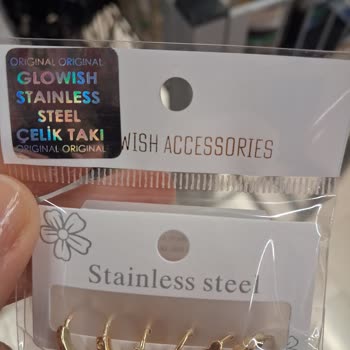 ORIGINAL ORIGINAL
GLOWISH
STAINLESS
STEEL
ÇELİK TAKI
ORIGINAL ORIGINAL
WISH ACCESSORIES
Stainless steel